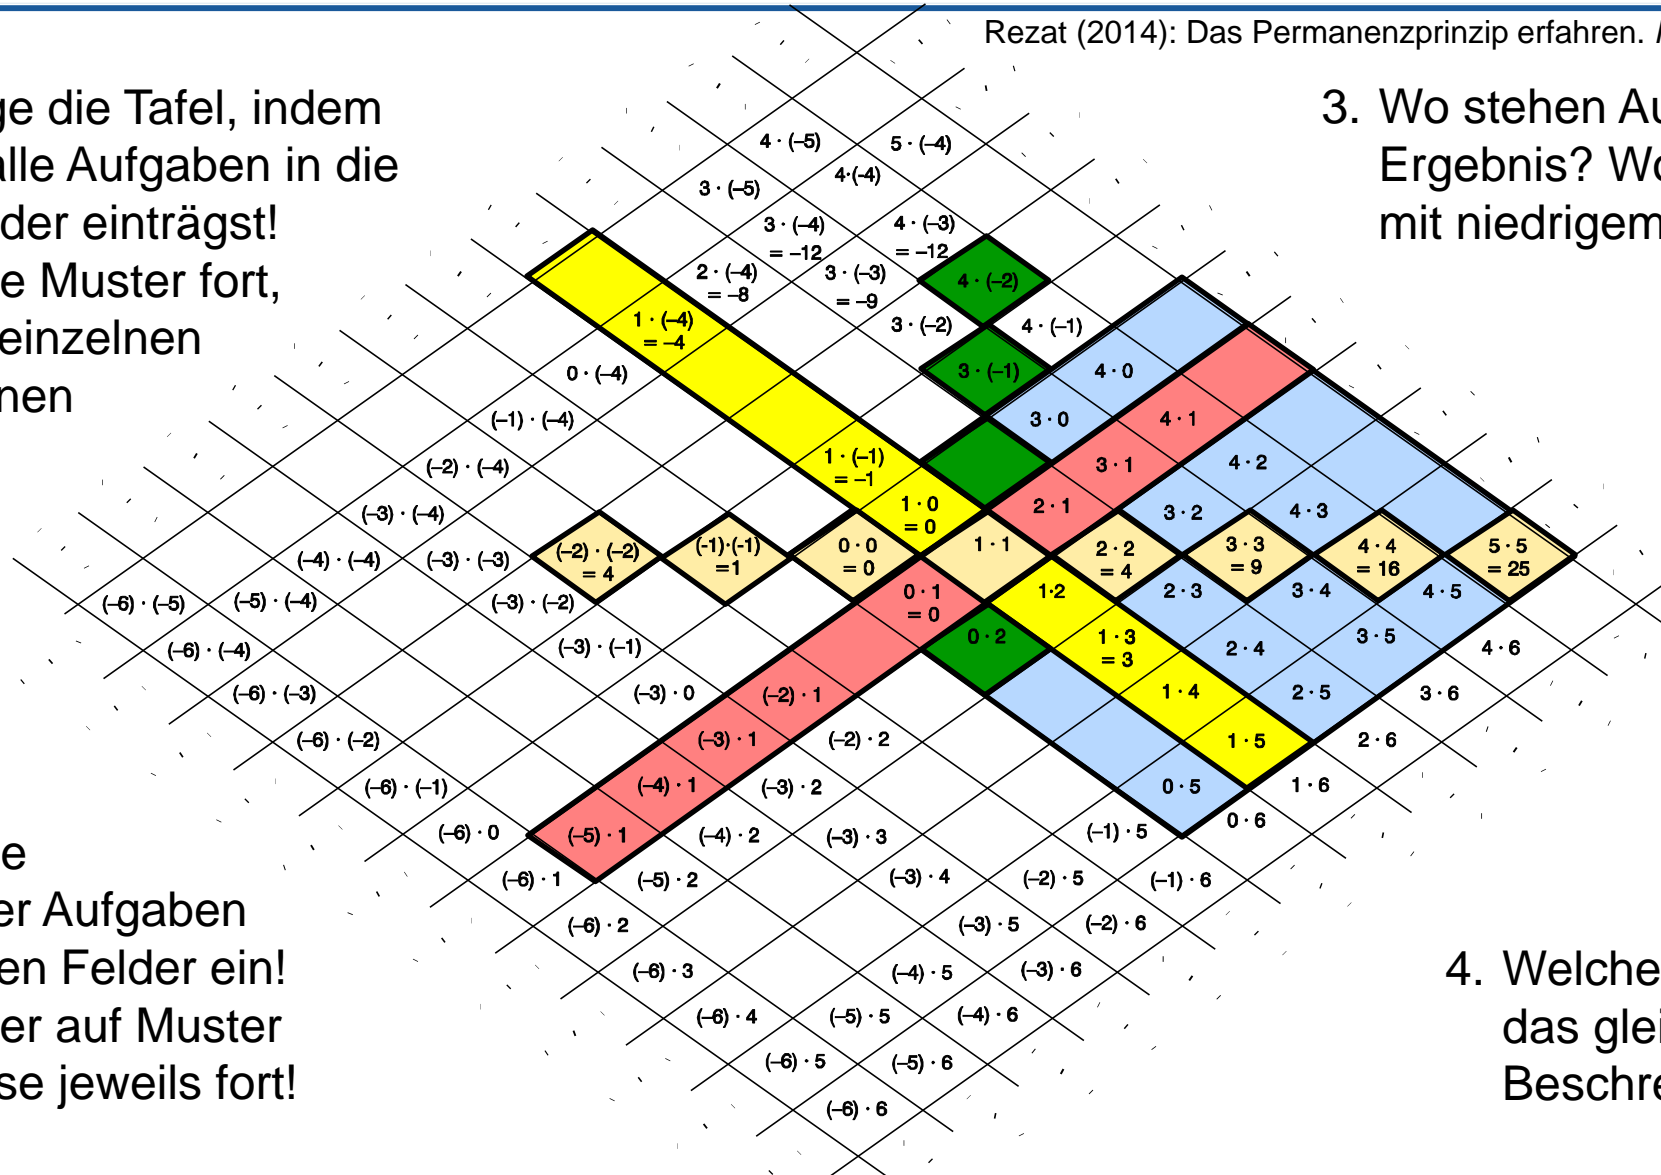 Rezat (2014): Das Permanenzprinzip erfahren.
ge die Tafel, indem
alle Aufgaben in die
der einträgst!
e Muster fort,
einzelnen
nen
3. Wo stehen Au
Ergebnis? Wo
mit niedrigem
4 · (–5)
5 · (–4)
3 · (–5)
4·(-4)
3 · (–4)
= –12
4 · (–3)
= –12
2 · (–4)
= –8
3 · (–3)
= –9
4 · (–2)
1 · (–4)
= –4
3 · (–2)
4 · (–1)
0 · (–4)
3 · (–1)
4 · 0
(–1) · (–4)
3 · 0
4 · 1
(–2) · (–4)
1 · (–1)
= –1
3 · 1
4 · 2
(–3) · (–4)
1 · 0
= 0
2 · 1
3 · 2
4 · 3
(–4) · (–4)
(–3) · (–3)
(–2) · (–2)
= 4
(–1)·(–1)
=1
0 · 0
= 0
1 · 1
2 · 2
= 4
3 · 3
= 9
4 · 4
= 16
5 · 5
= 25
(–6) · (–5)
(–5) · (–4)
(–3) · (–2)
0 · 1
= 0
1·2
2 · 3
3 · 4
4 · 5
(–6) · (–4)
(–3) · (–1)
0 · 2
1 · 3
= 3
2 · 4
3 · 5
4 · 6
(–6) · (–3)
(–3) · 0
(–2) · 1
1 · 4
2 · 5
3 · 6
(–6) · (–2)
(–3) · 1
(–2) · 2
1 · 5
2 · 6
(–6) · (–1)
(–4) · 1
(–3) · 2
0 · 5
1 · 6
(–6) · 0
(–5) · 1
(–4) · 2
(–3) · 3
(–1) · 5
0 · 6
(–6) · 1
(–5) · 2
(–3) · 4
(–2) · 5
(–1) · 6
(–6) · 2
(–3) · 5
(–2) · 6
(–6) · 3
(–4) · 5
(–3) · 6
(–6) · 4
(–5) · 5
(–4) · 6
(–6) · 5
(–5) · 6
(–6) · 6
e
er Aufgaben
en Felder ein!
er auf Muster
se jeweils fort!
4. Welche
das glei
Beschre